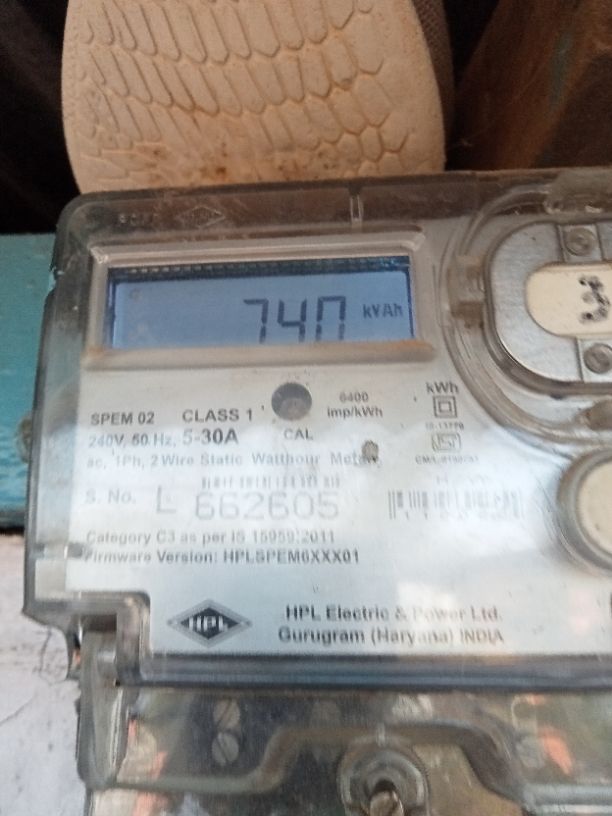 740 kVAh
SPEM 02 CLASS 1
6400
imp/kWh
kWh
240V, 50 Hz, 5-30A
CAL
ac, 1Ph, 2 Wire Static Watthour Meter
S. No. L 662605
Category C3 as per IS 15959:2011
Firmware Version: HPLSPEM6XXX01
HPL
HPL Electric & Power Ltd.
Gurugram (Haryana) INDIA